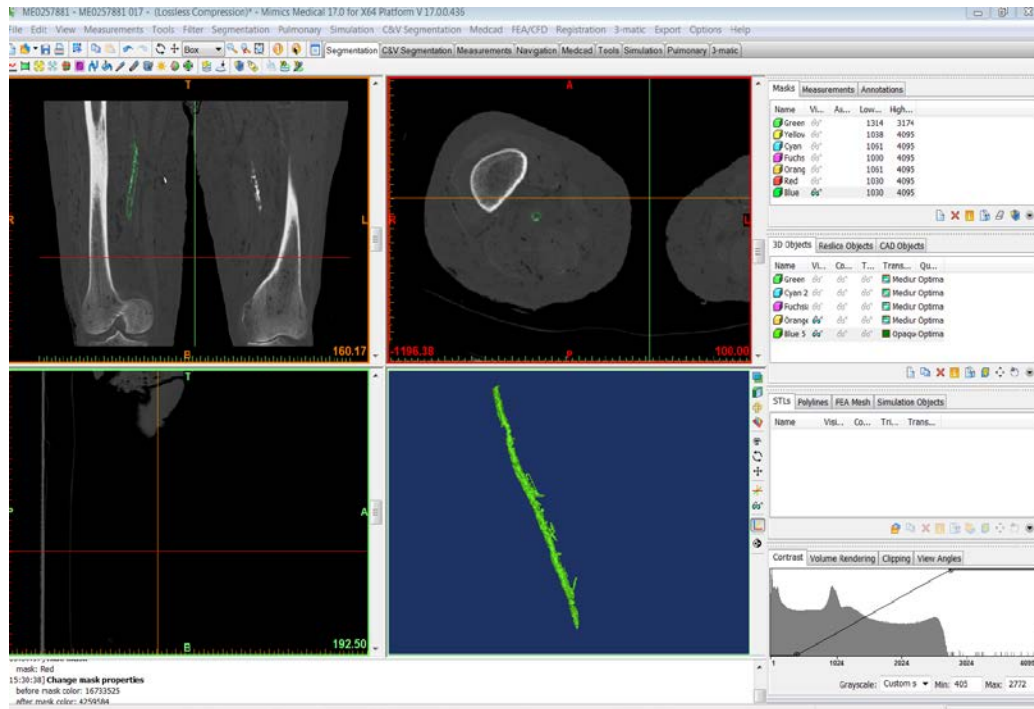 ME0257881 - ME0257881 017 - (Lossless Compression)* - Mimics Medical 17.0 for X64 Platform V 17.00.435
File Edit View Measurements Tools Filter Segmentation Pulmonary Simulation C&V Segmentation Medcad FEA/CFD Registration 3-matic Export Options Help
Box
Segmentation C&V Segmentation Measurements Navigation Medcad Tools Simulation Pulmonary 3-matic
T
R
L
B
160.17
A
R
L
P
-1196.38
100.00
T
P
A
B
192.50
Masks Measurements Annotations
Name Vi... As... Low... High...
Green 1314 3174
Yellov 1038 4095
Cyan 1061 4095
Fuchs 1000 4095
Orang 1061 4095
Red 1030 4095
Blue 1030 4095
3D Objects Reslice Objects CAD Objects
Name Vi... Co... T... Trans... Qu...
Green Mediur Optima
Cyan 2 Mediur Optima
Fuchsi Mediur Optima
Orange Mediur Optima
Blue 5 Opaqu Optima
STLs Polylines FEA Mesh Simulation Objects
Name Visi... Co... Tri... Trans...
Contrast Volume Rendering Clipping View Angles
1 1024 2024 3024 4095
Grayscale: Custom s Min: 405 Max: 2772
mask: Red
15:30:38] Change mask properties
before mask color: 16733525
after mask color: 4259584